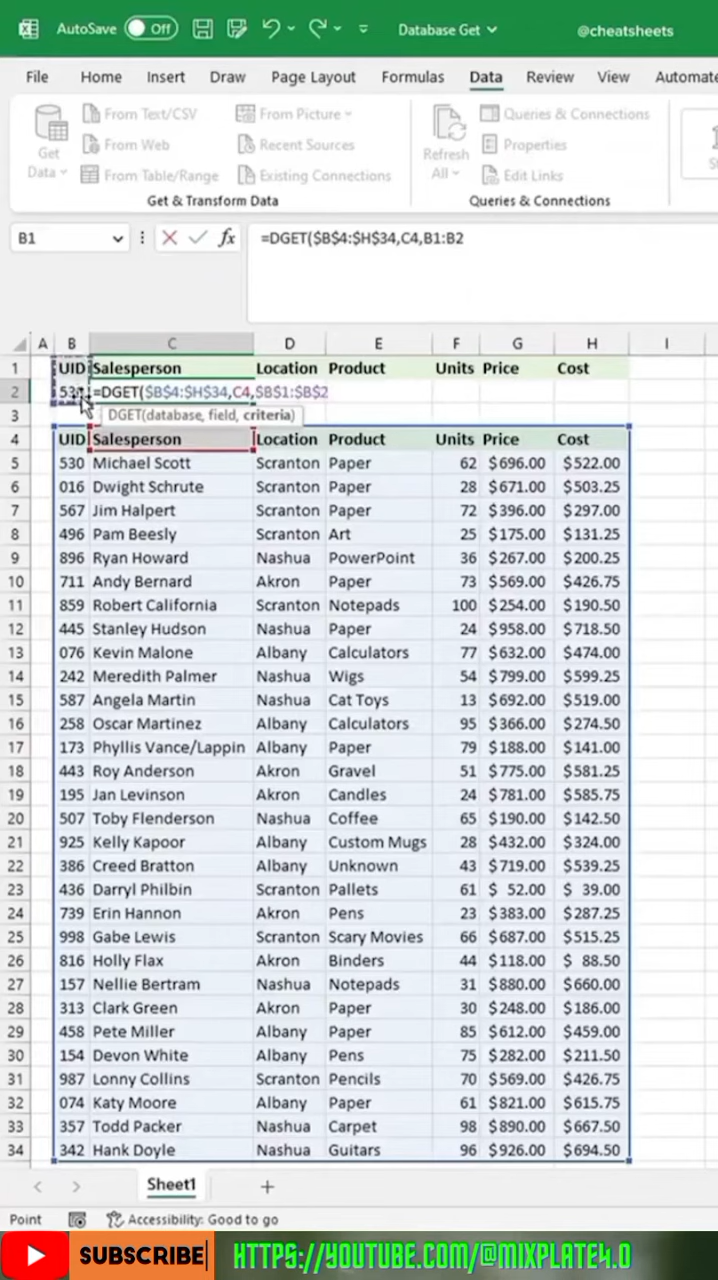 AutoSave Off Database Get @cheatsheets
File Home Insert Draw Page Layout Formulas Data Review View Automate
Get Data From Text/CSV From Picture Refresh All Queries & Connections
From Web Recent Sources Properties
From Table/Range Existing Connections Edit Links
Get & Transform Data Queries & Connections
B1 fx =DGET($B$4:$H$34,C4,B1:B2
A B C D E F G H I
1 UID Salesperson Location Product Units Price Cost
2 =DGET($B$4:$H$34,C4,$B$1:$B$2
3 DGET(database, field, criteria)
4 UID Salesperson Location Product Units Price Cost
5 530 Michael Scott Scranton Paper 62 $696.00 $522.00
6 016 Dwight Schrute Scranton Paper 28 $671.00 $503.25
7 567 Jim Halpert Scranton Paper 72 $396.00 $297.00
8 496 Pam Beesly Scranton Art 25 $175.00 $131.25
9 896 Ryan Howard Nashua PowerPoint 36 $267.00 $200.25
10 711 Andy Bernard Akron Paper 73 $569.00 $426.75
11 859 Robert California Scranton Notepads 100 $254.00 $190.50
12 445 Stanley Hudson Nashua Paper 24 $958.00 $718.50
13 076 Kevin Malone Albany Calculators 77 $632.00 $474.00
14 242 Meredith Palmer Nashua Wigs 54 $799.00 $599.25
15 587 Angela Martin Nashua Cat Toys 13 $692.00 $519.00
16 258 Oscar Martinez Albany Calculators 95 $366.00 $274.50
17 173 Phyllis Vance/Lappin Albany Paper 79 $188.00 $141.00
18 443 Roy Anderson Akron Gravel 51 $775.00 $581.25
19 195 Jan Levinson Akron Candles 24 $781.00 $585.75
20 507 Toby Flenderson Nashua Coffee 65 $190.00 $142.50
21 925 Kelly Kapoor Albany Custom Mugs 28 $432.00 $324.00
22 386 Creed Bratton Albany Unknown 43 $719.00 $539.25
23 436 Darryl Philbin Scranton Pallets 61 $ 52.00 $ 39.00
24 739 Erin Hannon Akron Pens 23 $383.00 $287.25
25 998 Gabe Lewis Scranton Scary Movies 66 $687.00 $515.25
26 816 Holly Flax Akron Binders 44 $118.00 $ 88.50
27 157 Nellie Bertram Nashua Notepads 31 $880.00 $660.00
28 313 Clark Green Akron Paper 30 $248.00 $186.00
29 458 Pete Miller Albany Paper 85 $612.00 $459.00
30 154 Devon White Albany Pens 75 $282.00 $211.50
31 987 Lonny Collins Scranton Pencils 70 $569.00 $426.75
32 074 Katy Moore Albany Paper 61 $821.00 $615.75
33 357 Todd Packer Nashua Carpet 98 $890.00 $667.50
34 342 Hank Doyle Nashua Guitars 96 $926.00 $694.50
Sheet1
Point Accessibility: Good to go
SUBSCRIBE HTTPS://YOUTUBE.COM/@MIXPLATE4.0